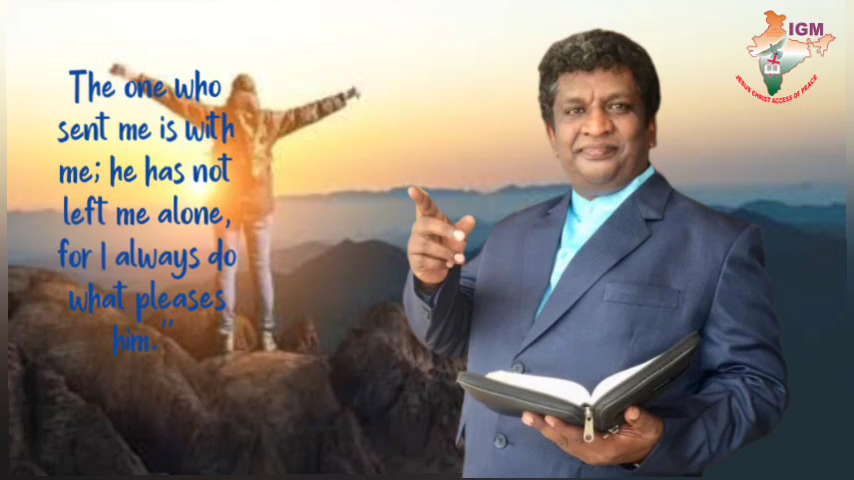 The one who
sent me is with
me; he has not
left me alone,
for I always do
what pleases
him.”
IGM
JESUS CHRIST ACCESS OF PEACE